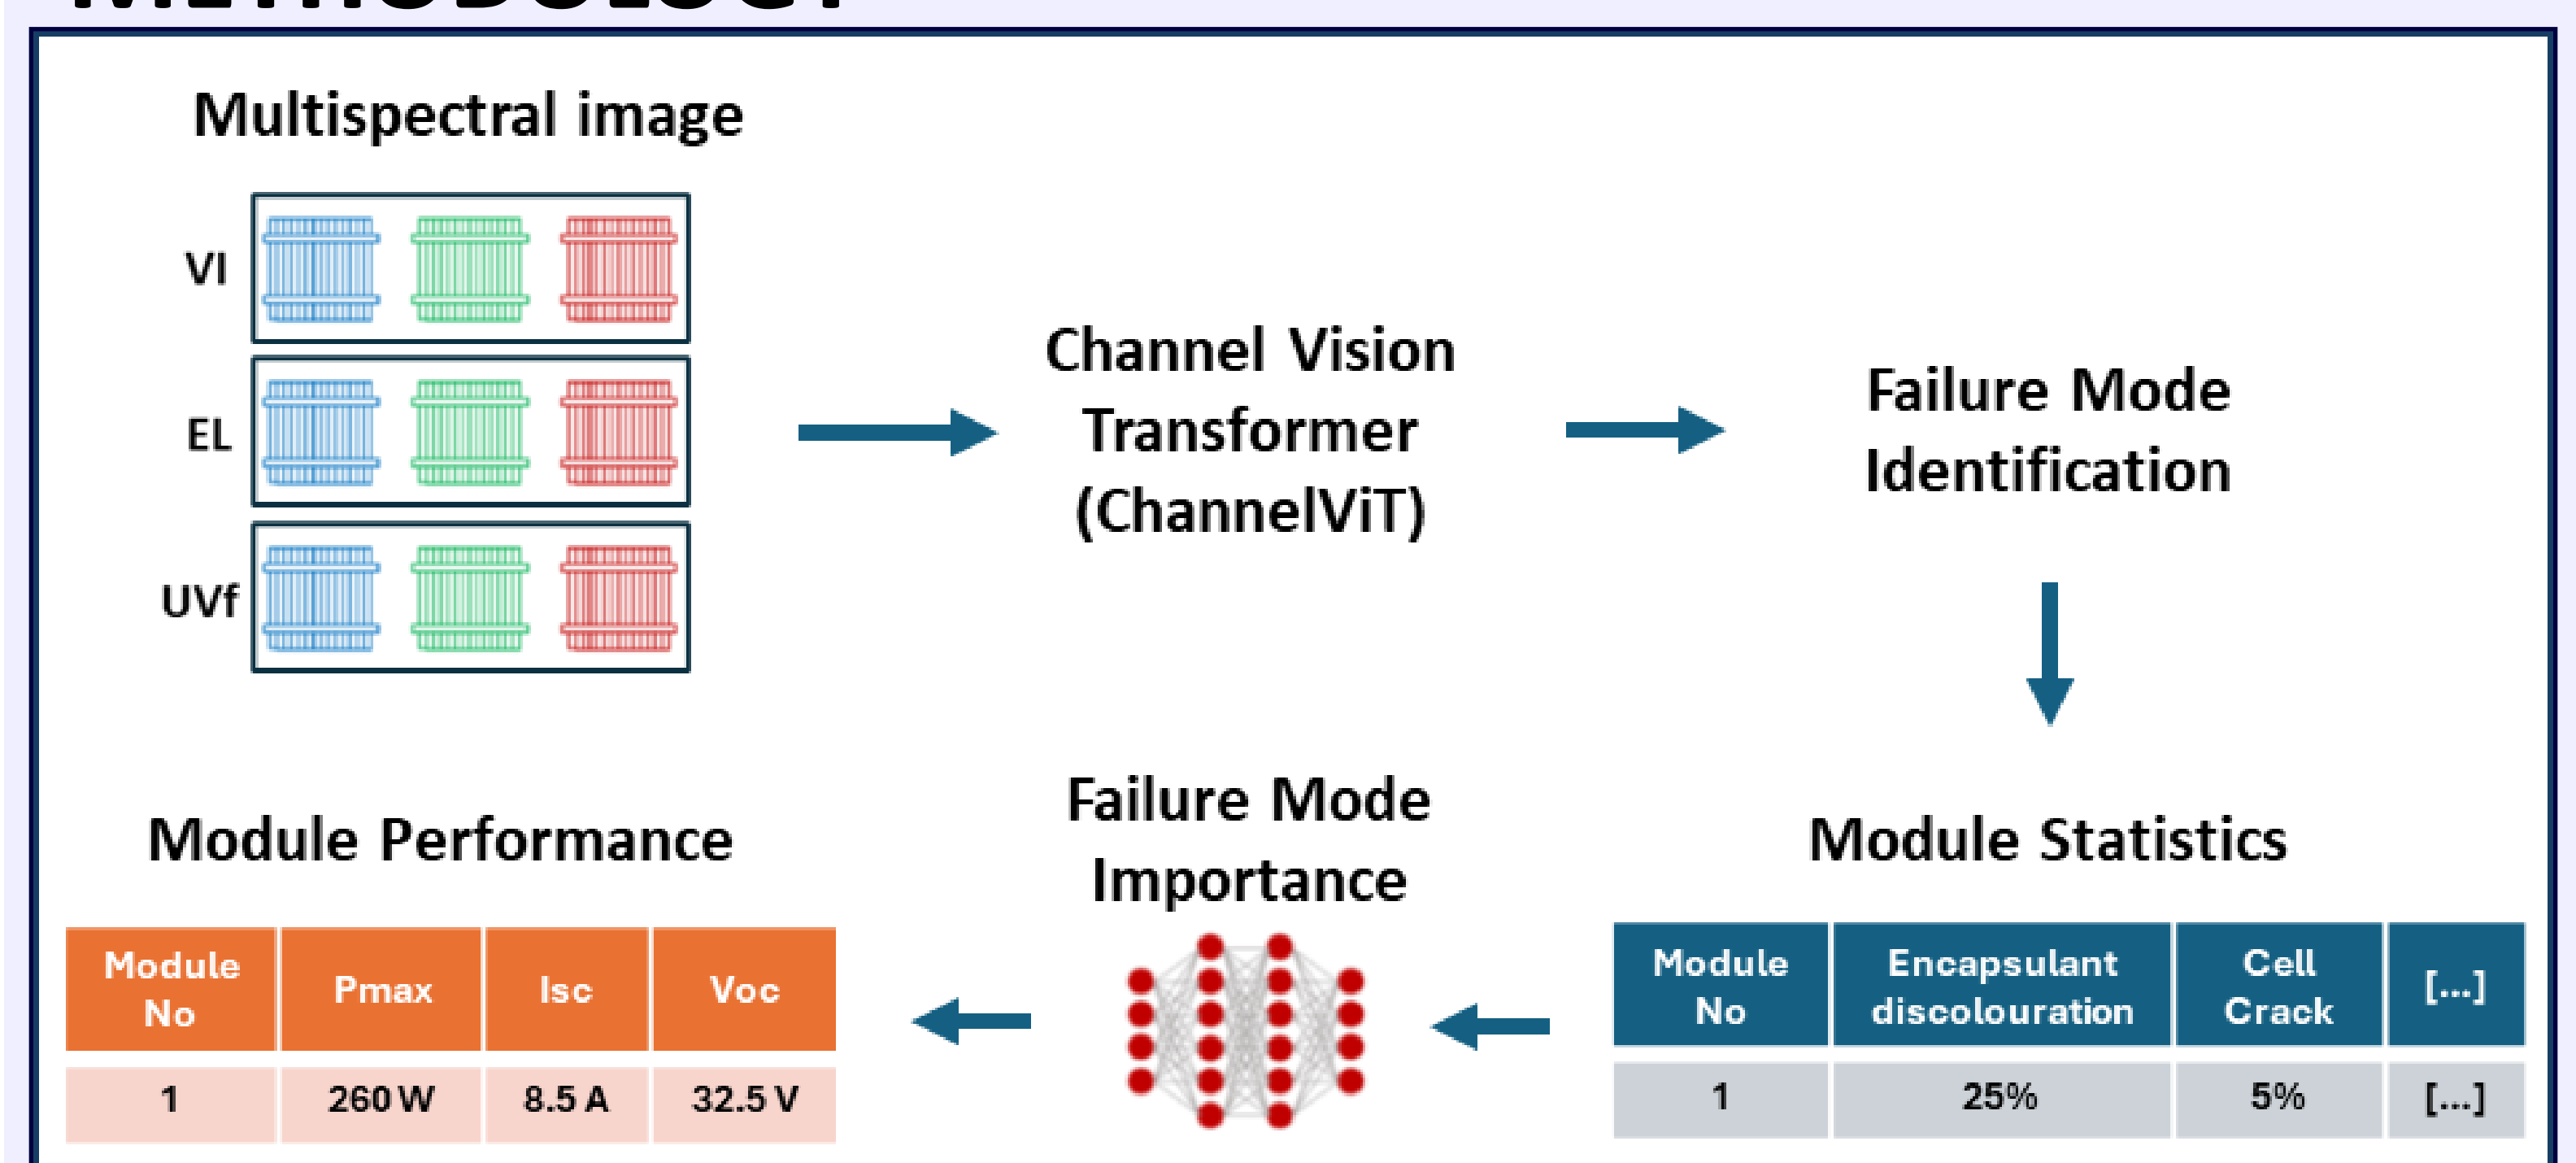 METHODOLOGY
Multispectral image
VI
EL
UVf
Channel Vision
Transformer
(ChannelViT)
Failure Mode
Identification
Module Statistics
Module No | Encapsulant discolouration | Cell Crack | [...]
1 | 25% | 5% | [...]
Failure Mode
Importance
Module Performance
Module No | Pmax | Isc | Voc
1 | 260 W | 8.5 A | 32.5 V